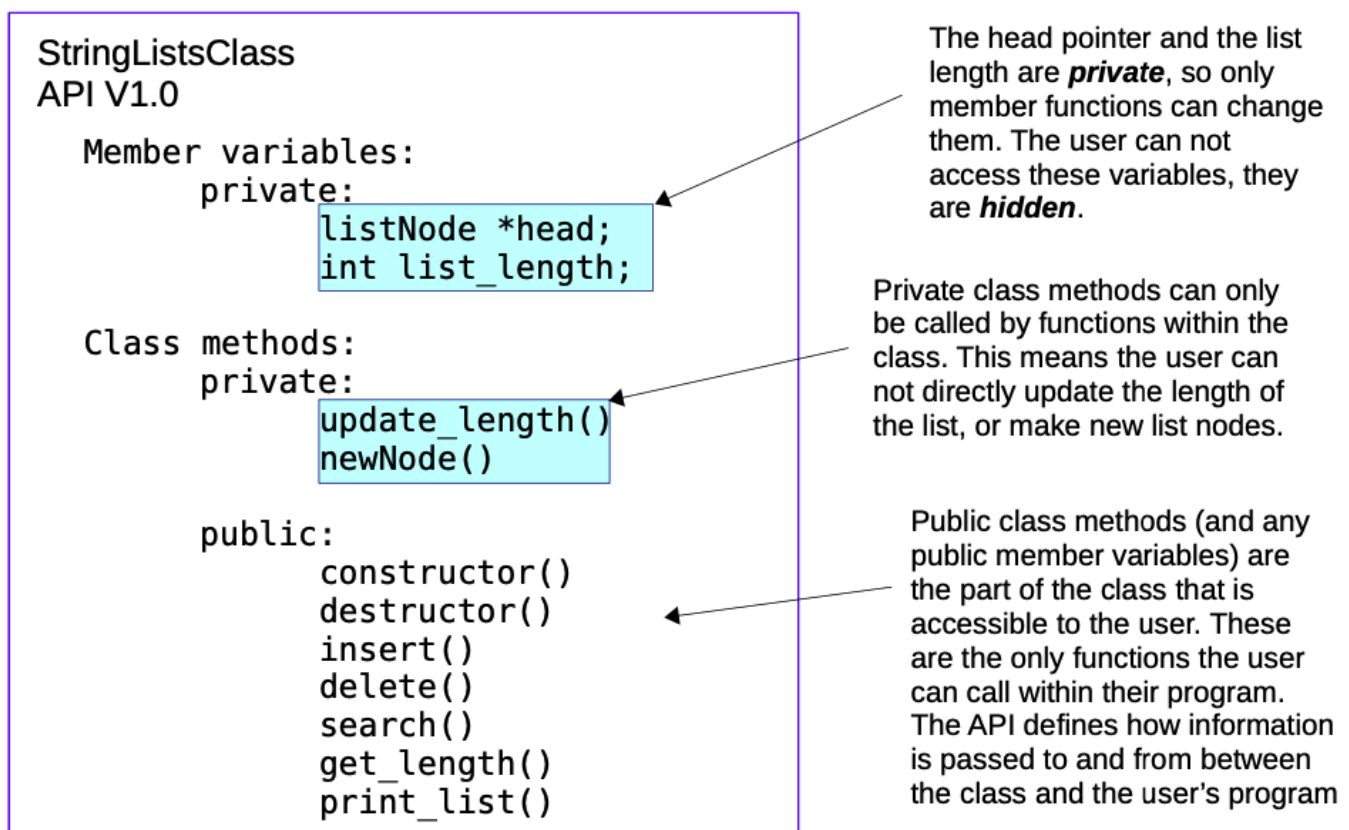 StringListsClass
API V1.0
Member variables:
private:
listNode *head;
int list_length;
Class methods:
private:
update_length()
newNode()
public:
constructor()
destructor()
insert()
delete()
search()
get_length()
print_list()
The head pointer and the list
length are private, so only
member functions can change
them. The user can not
access these variables, they
are hidden.
Private class methods can only
be called by functions within the
class. This means the user can
not directly update the length of
the list, or make new list nodes.
Public class methods (and any
public member variables) are
the part of the class that is
accessible to the user. These
are the only functions the user
can call within their program.
The API defines how information
is passed to and from between
the class and the user's program